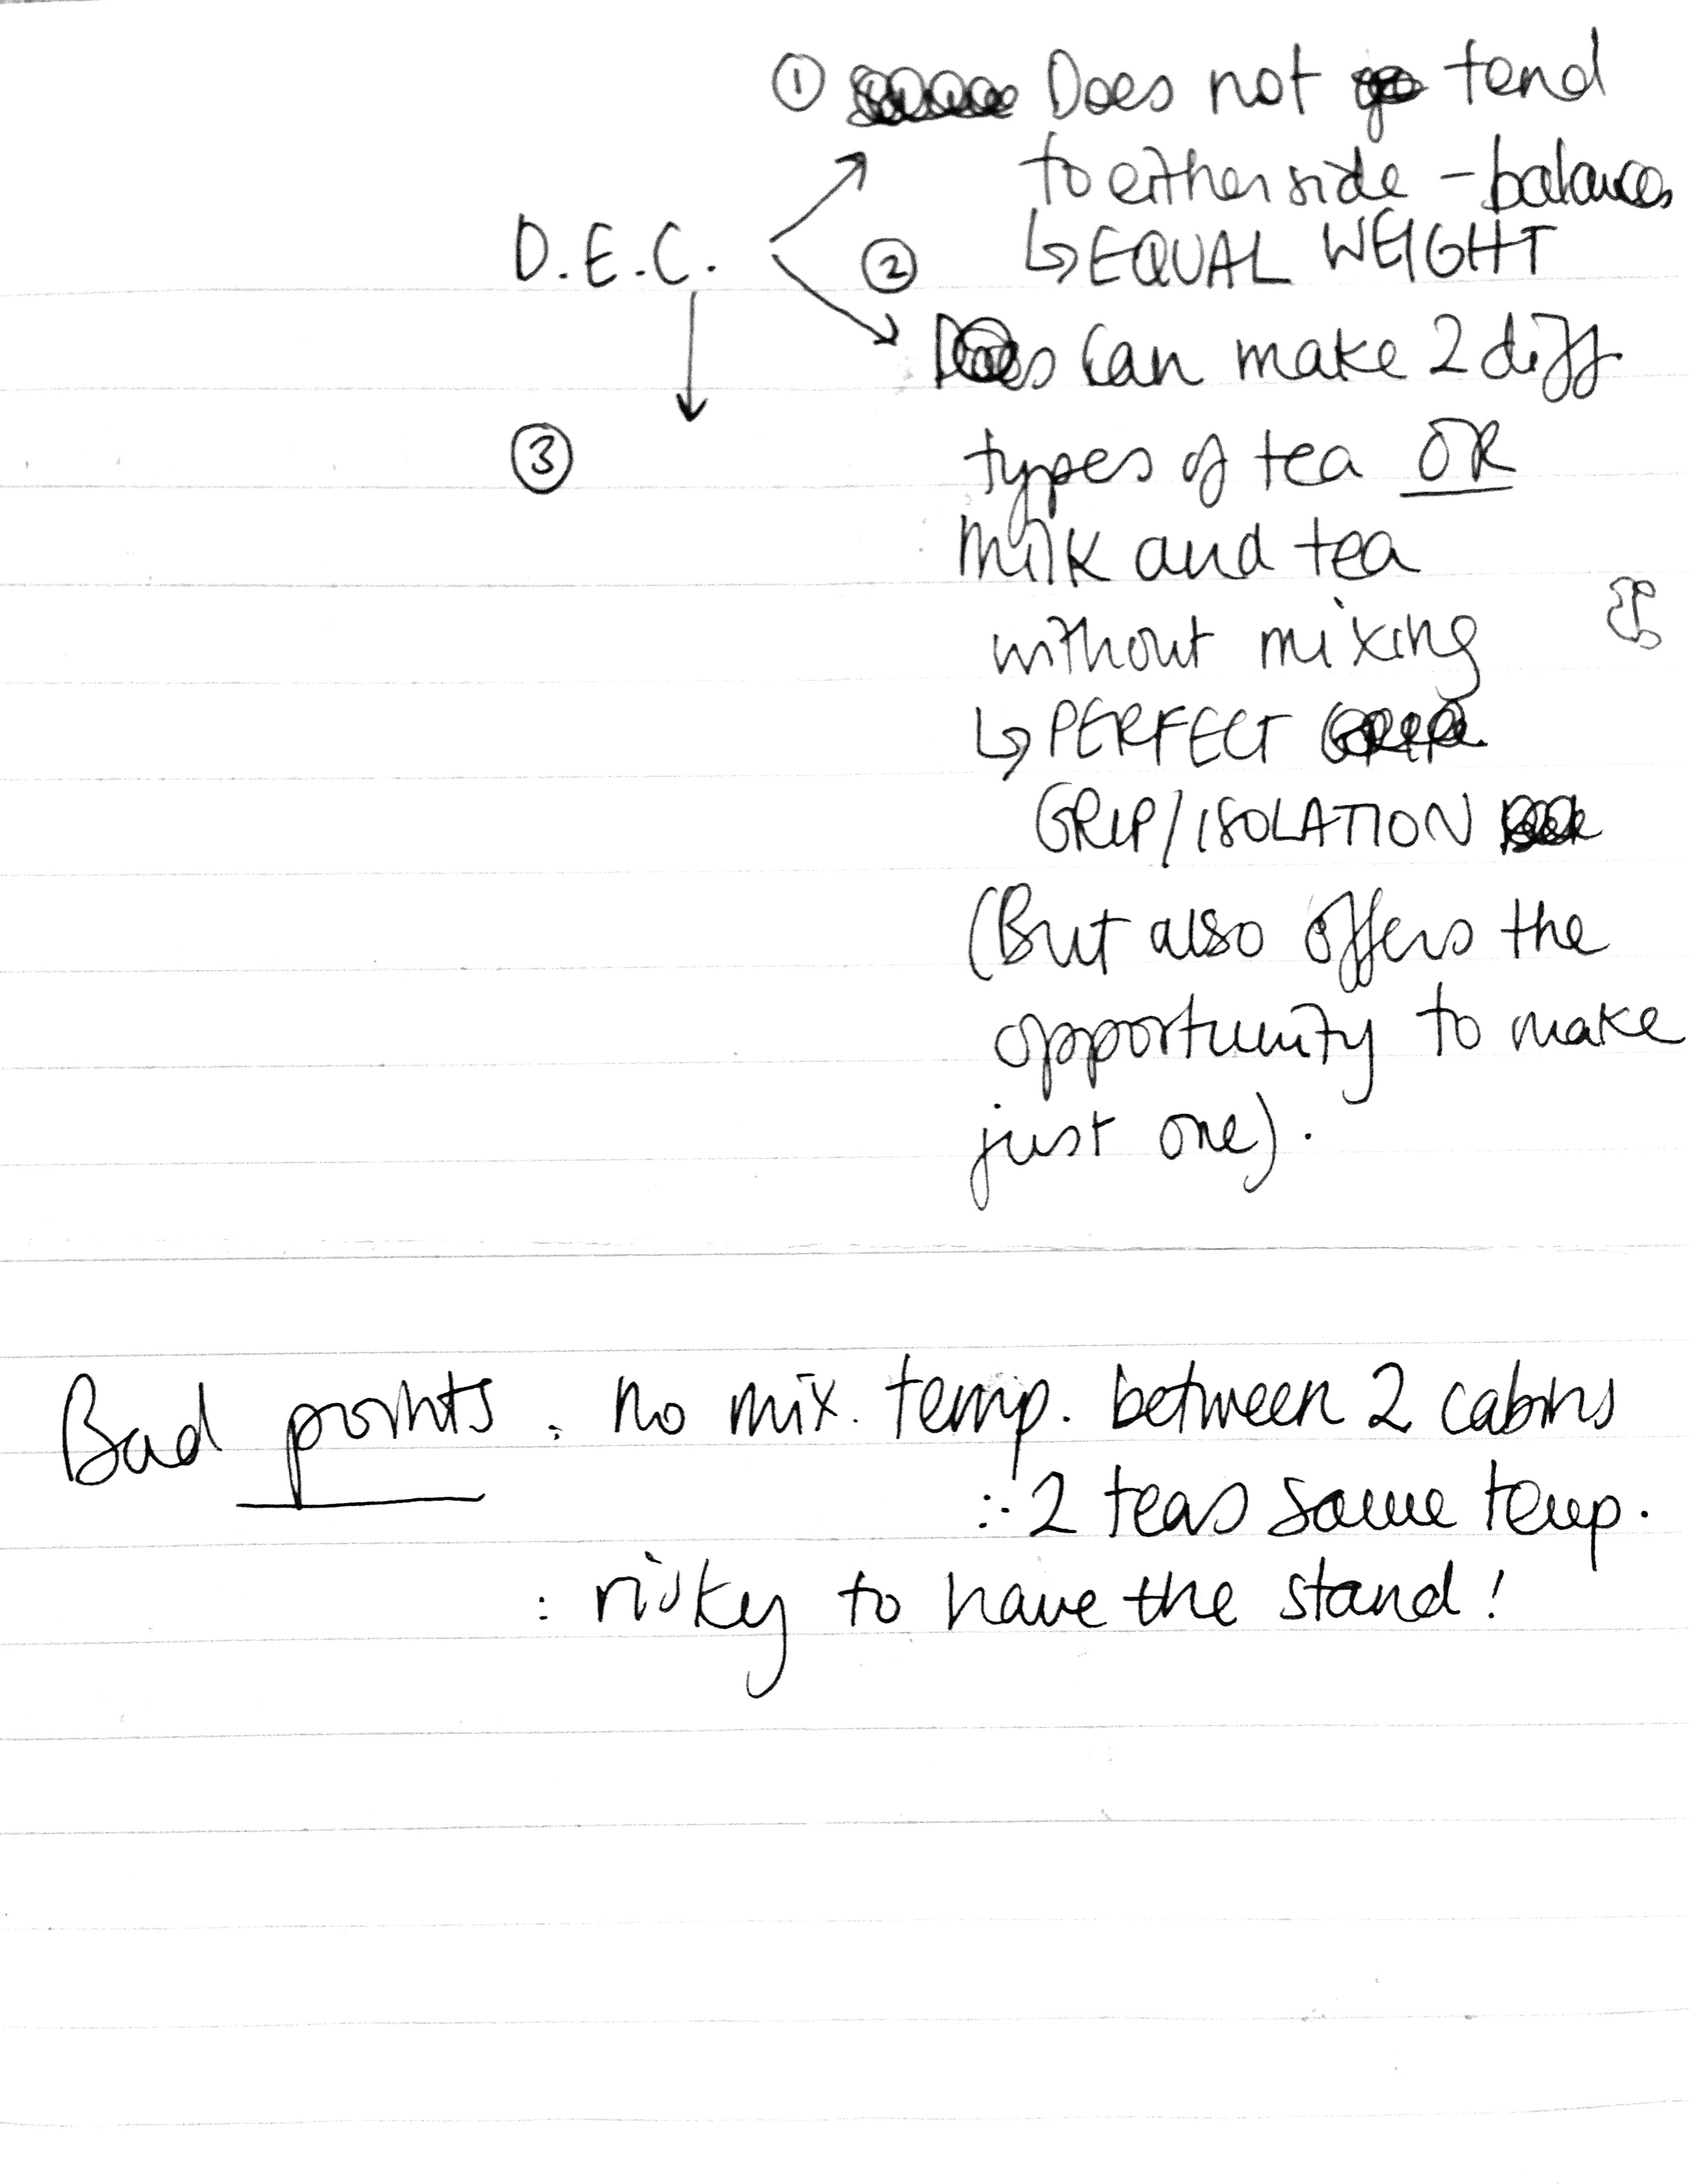 ① Does not tend
to either side - balances
D.E.C.
② ↳ EQUAL WEIGHT
Can make 2 diff
③
types of tea OR
milk and tea
without mixing
↳ PERFECT
GRIP/ISOLATION
(But also offers the
opportunity to make
just one).
Bad points : no mix. temp. between 2 cabins
∴ 2 teas same temp.
: risky to have the stand!